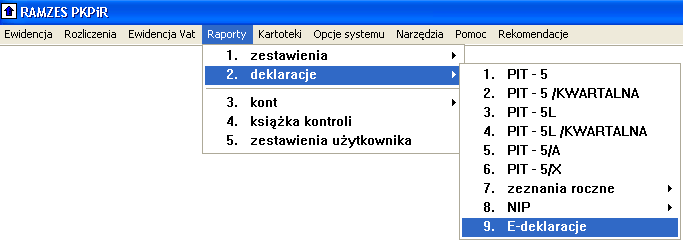 RAMZES PKPiR
Ewidencja Rozliczenia Ewidencja Vat Raporty Kartoteki Opcje systemu Narzędzia Pomoc Rekomendacje
1. zestawienia
2. deklaracje
3. kont
4. książka kontroli
5. zestawienia użytkownika
1. PIT - 5
2. PIT - 5 /KWARTALNA
3. PIT - 5L
4. PIT - 5L /KWARTALNA
5. PIT - 5/A
6. PIT - 5/X
7. zeznania roczne
8. NIP
9. E-deklaracje